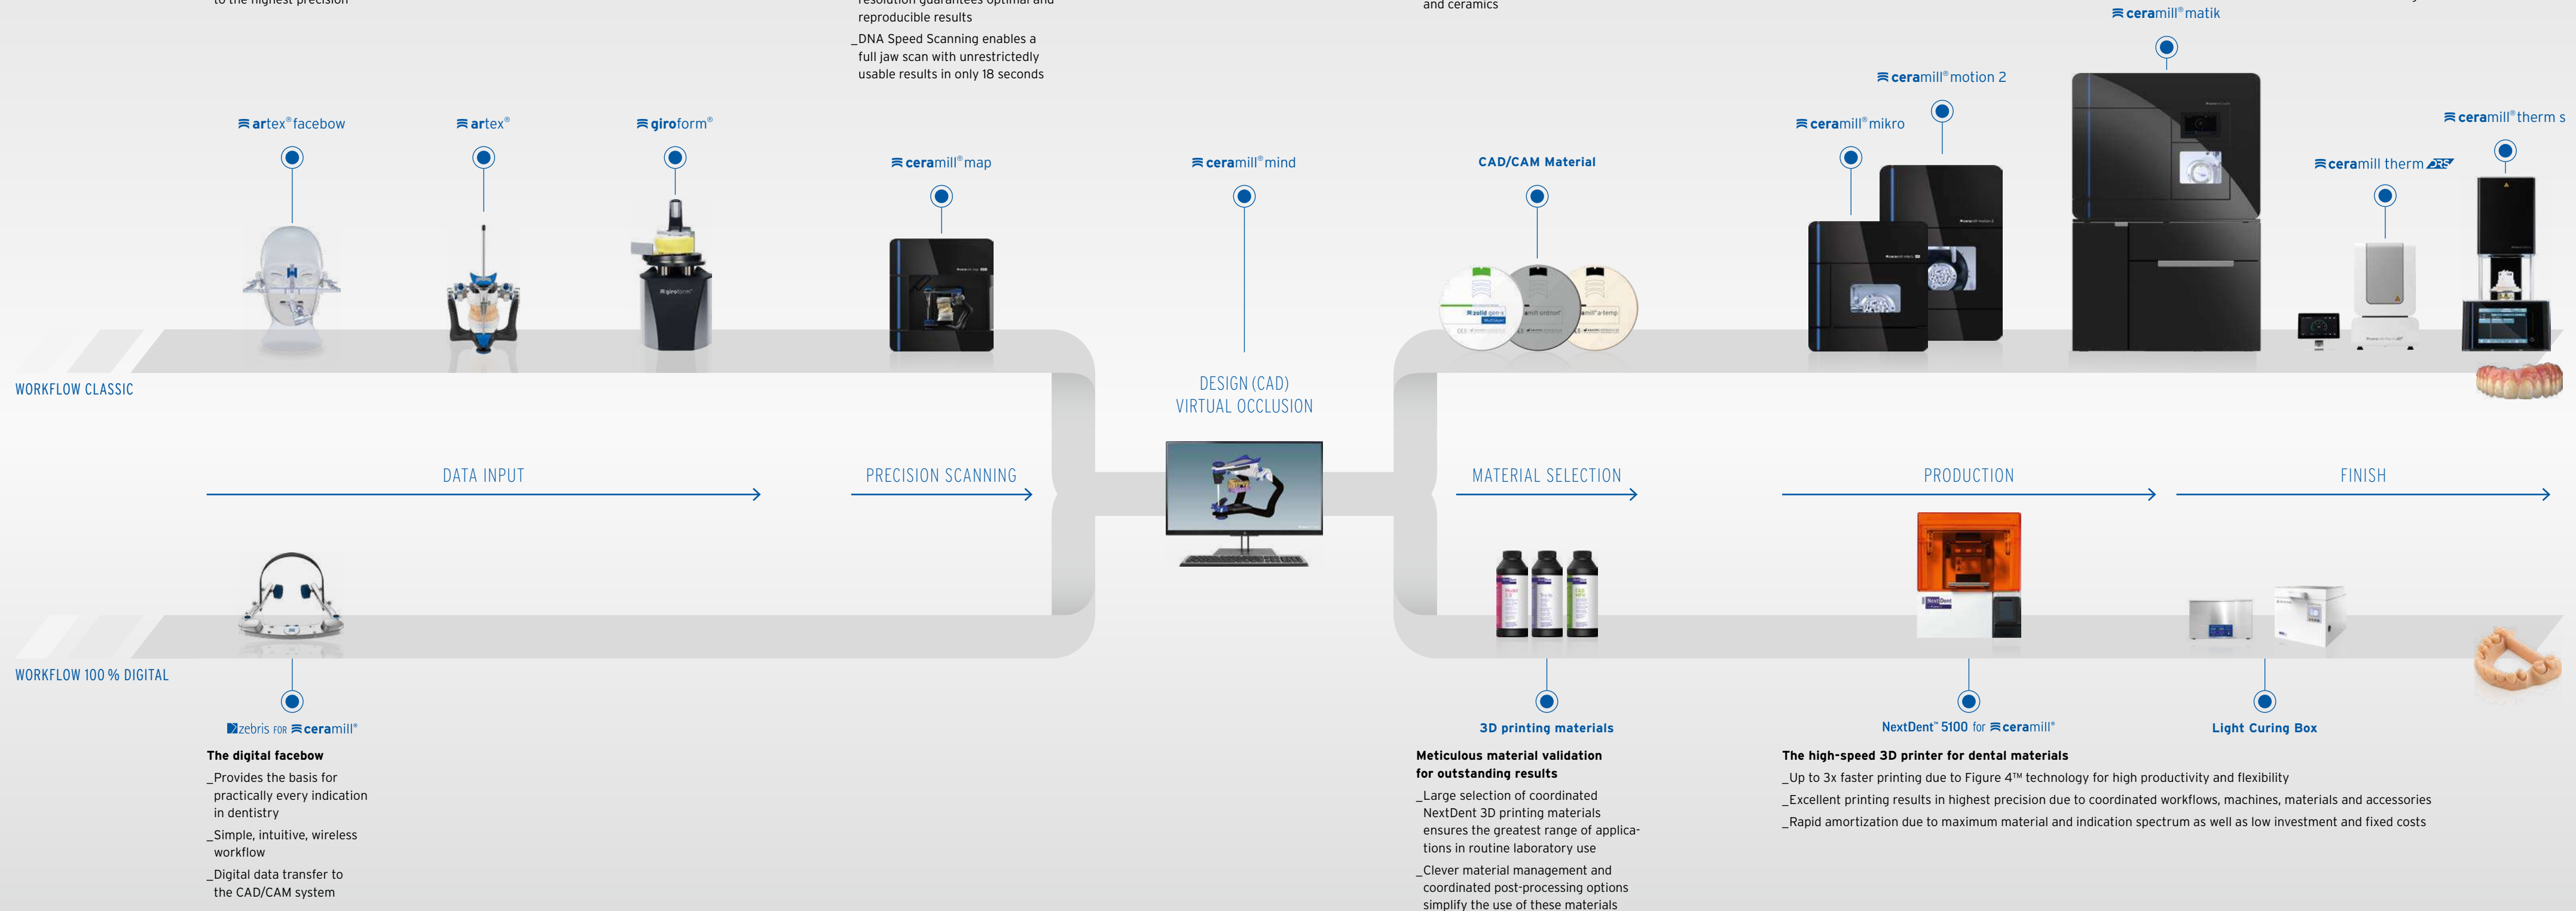 to the highest precision
resolution guarantees optimal and
reproducible results
_DNA Speed Scanning enables a
full jaw scan with unrestrictedly
usable results in only 18 seconds
and ceramics
artex® facebow
artex®
giroform®
ceramill® map
ceramill® mind
CAD/CAM Material
ceramill® mikro
ceramill® motion 2
ceramill® matik
ceramill therm DRS
ceramill® therm s
giroform®
zolid gen-x
WORKFLOW CLASSIC
DESIGN (CAD)
VIRTUAL OCCLUSION
DATA INPUT
PRECISION SCANNING
MATERIAL SELECTION
PRODUCTION
FINISH
NextDent
WORKFLOW 100 % DIGITAL
zebris FOR ceramill®
The digital facebow
_Provides the basis for
practically every indication
in dentistry
_Simple, intuitive, wireless
workflow
_Digital data transfer to
the CAD/CAM system
3D printing materials
Meticulous material validation
for outstanding results
_Large selection of coordinated
NextDent 3D printing materials
ensures the greatest range of applica-
tions in routine laboratory use
_Clever material management and
coordinated post-processing options
simplify the use of these materials
NextDent™ 5100 for ceramill®
Light Curing Box
The high-speed 3D printer for dental materials
_Up to 3x faster printing due to Figure 4™ technology for high productivity and flexibility
_Excellent printing results in highest precision due to coordinated workflows, machines, materials and accessories
_Rapid amortization due to maximum material and indication spectrum as well as low investment and fixed costs